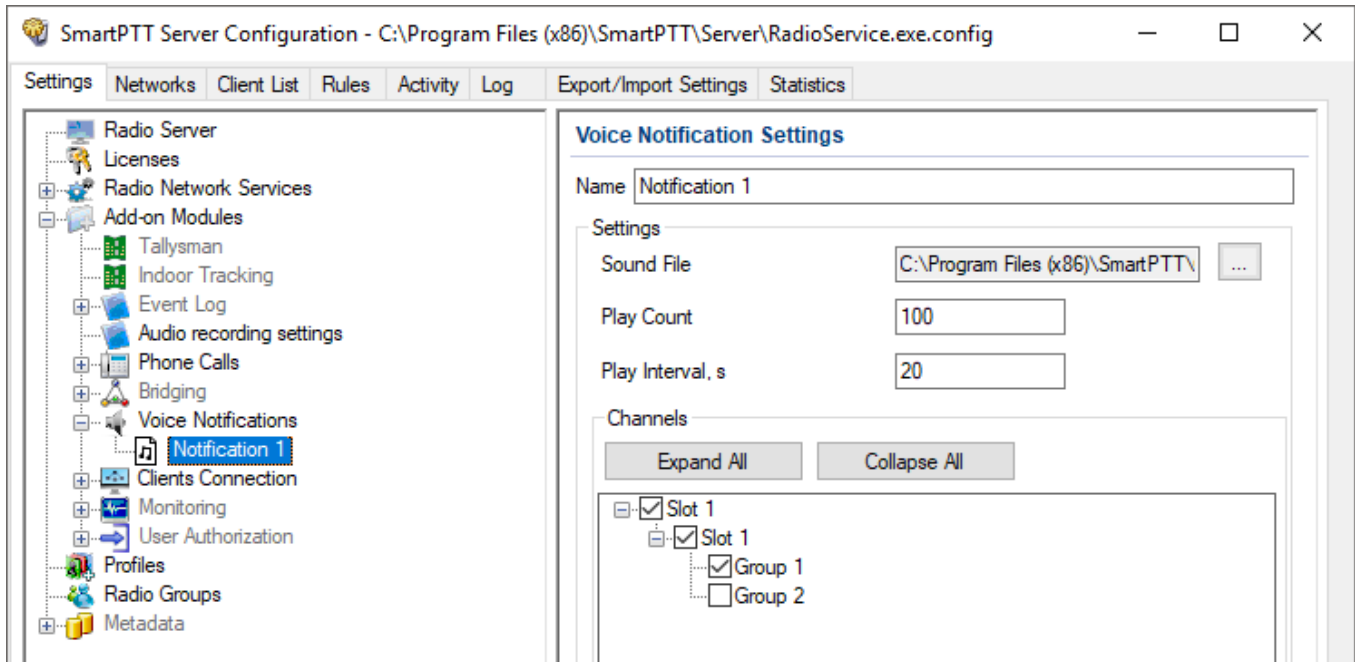 SmartPTT Server Configuration - C:\Program Files (x86)\SmartPTT\Server\RadioService.exe.config
Settings Networks Client List Rules Activity Log Export/Import Settings Statistics
Radio Server
Licenses
Radio Network Services
Add-on Modules
Tallysman
Indoor Tracking
Event Log
Audio recording settings
Phone Calls
Bridging
Voice Notifications
Notification 1
Clients Connection
Monitoring
User Authorization
Profiles
Radio Groups
Metadata
Voice Notification Settings
Name Notification 1
Settings
Sound File C:\Program Files (x86)\SmartPTT\ ...
Play Count 100
Play Interval, s 20
Channels
Expand All Collapse All
Slot 1
Slot 1
Group 1
Group 2